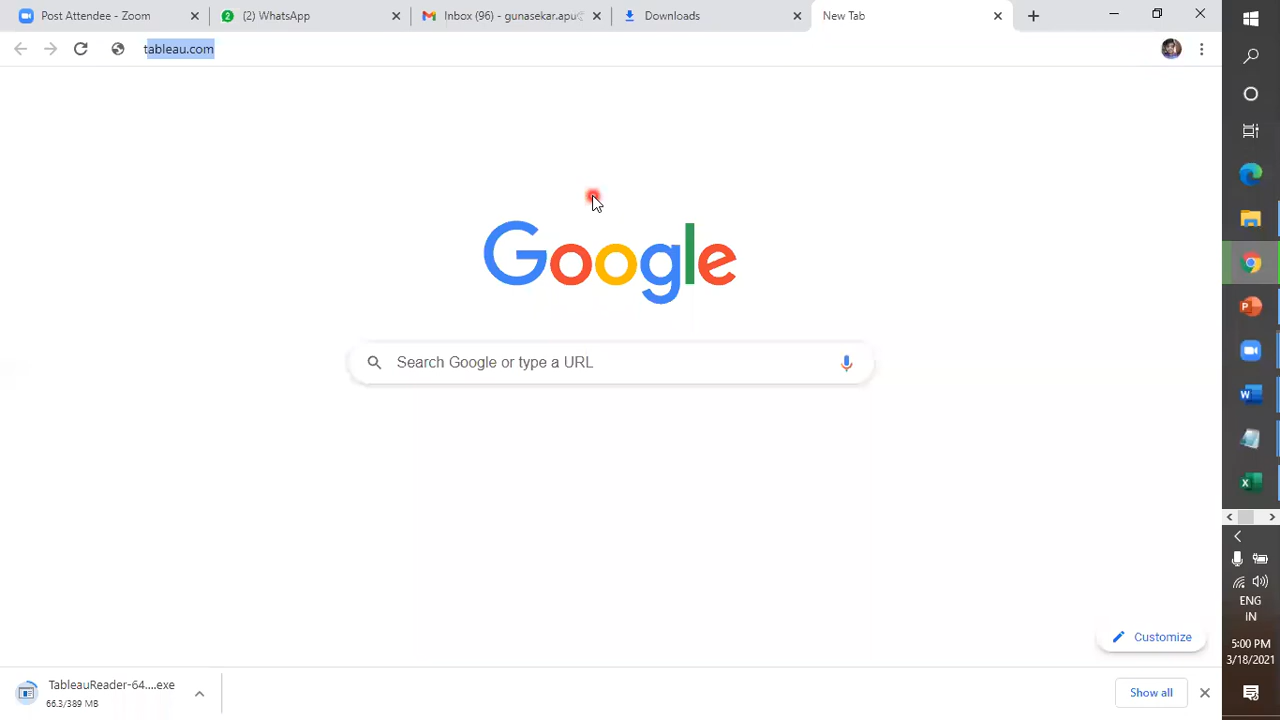 Post Attendee - Zoom
(2) WhatsApp
Inbox (96) - gunasekar.apu
Downloads
New Tab
tableau.com
Google
Search Google or type a URL
Customize
TableauReader-64....exe
66.3/389 MB
Show all
ENG
IN
5:00 PM
3/18/2021